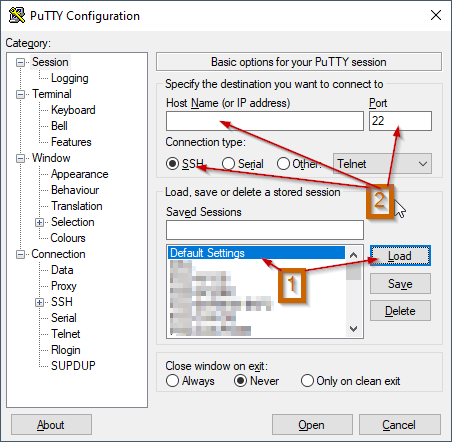 PuTTY Configuration
Category:
Session
Logging
Terminal
Keyboard
Bell
Features
Window
Appearance
Behaviour
Translation
Selection
Colours
Connection
Data
Proxy
SSH
Serial
Telnet
Rlogin
SUPDUP
Basic options for your PuTTY session
Specify the destination you want to connect to
Host Name (or IP address) Port
22
Connection type:
SSH Serial Other: Telnet
2
Load, save or delete a stored session
Saved Sessions
Default Settings Load
1
Save
Delete
Close window on exit:
Always Never Only on clean exit
About Open Cancel